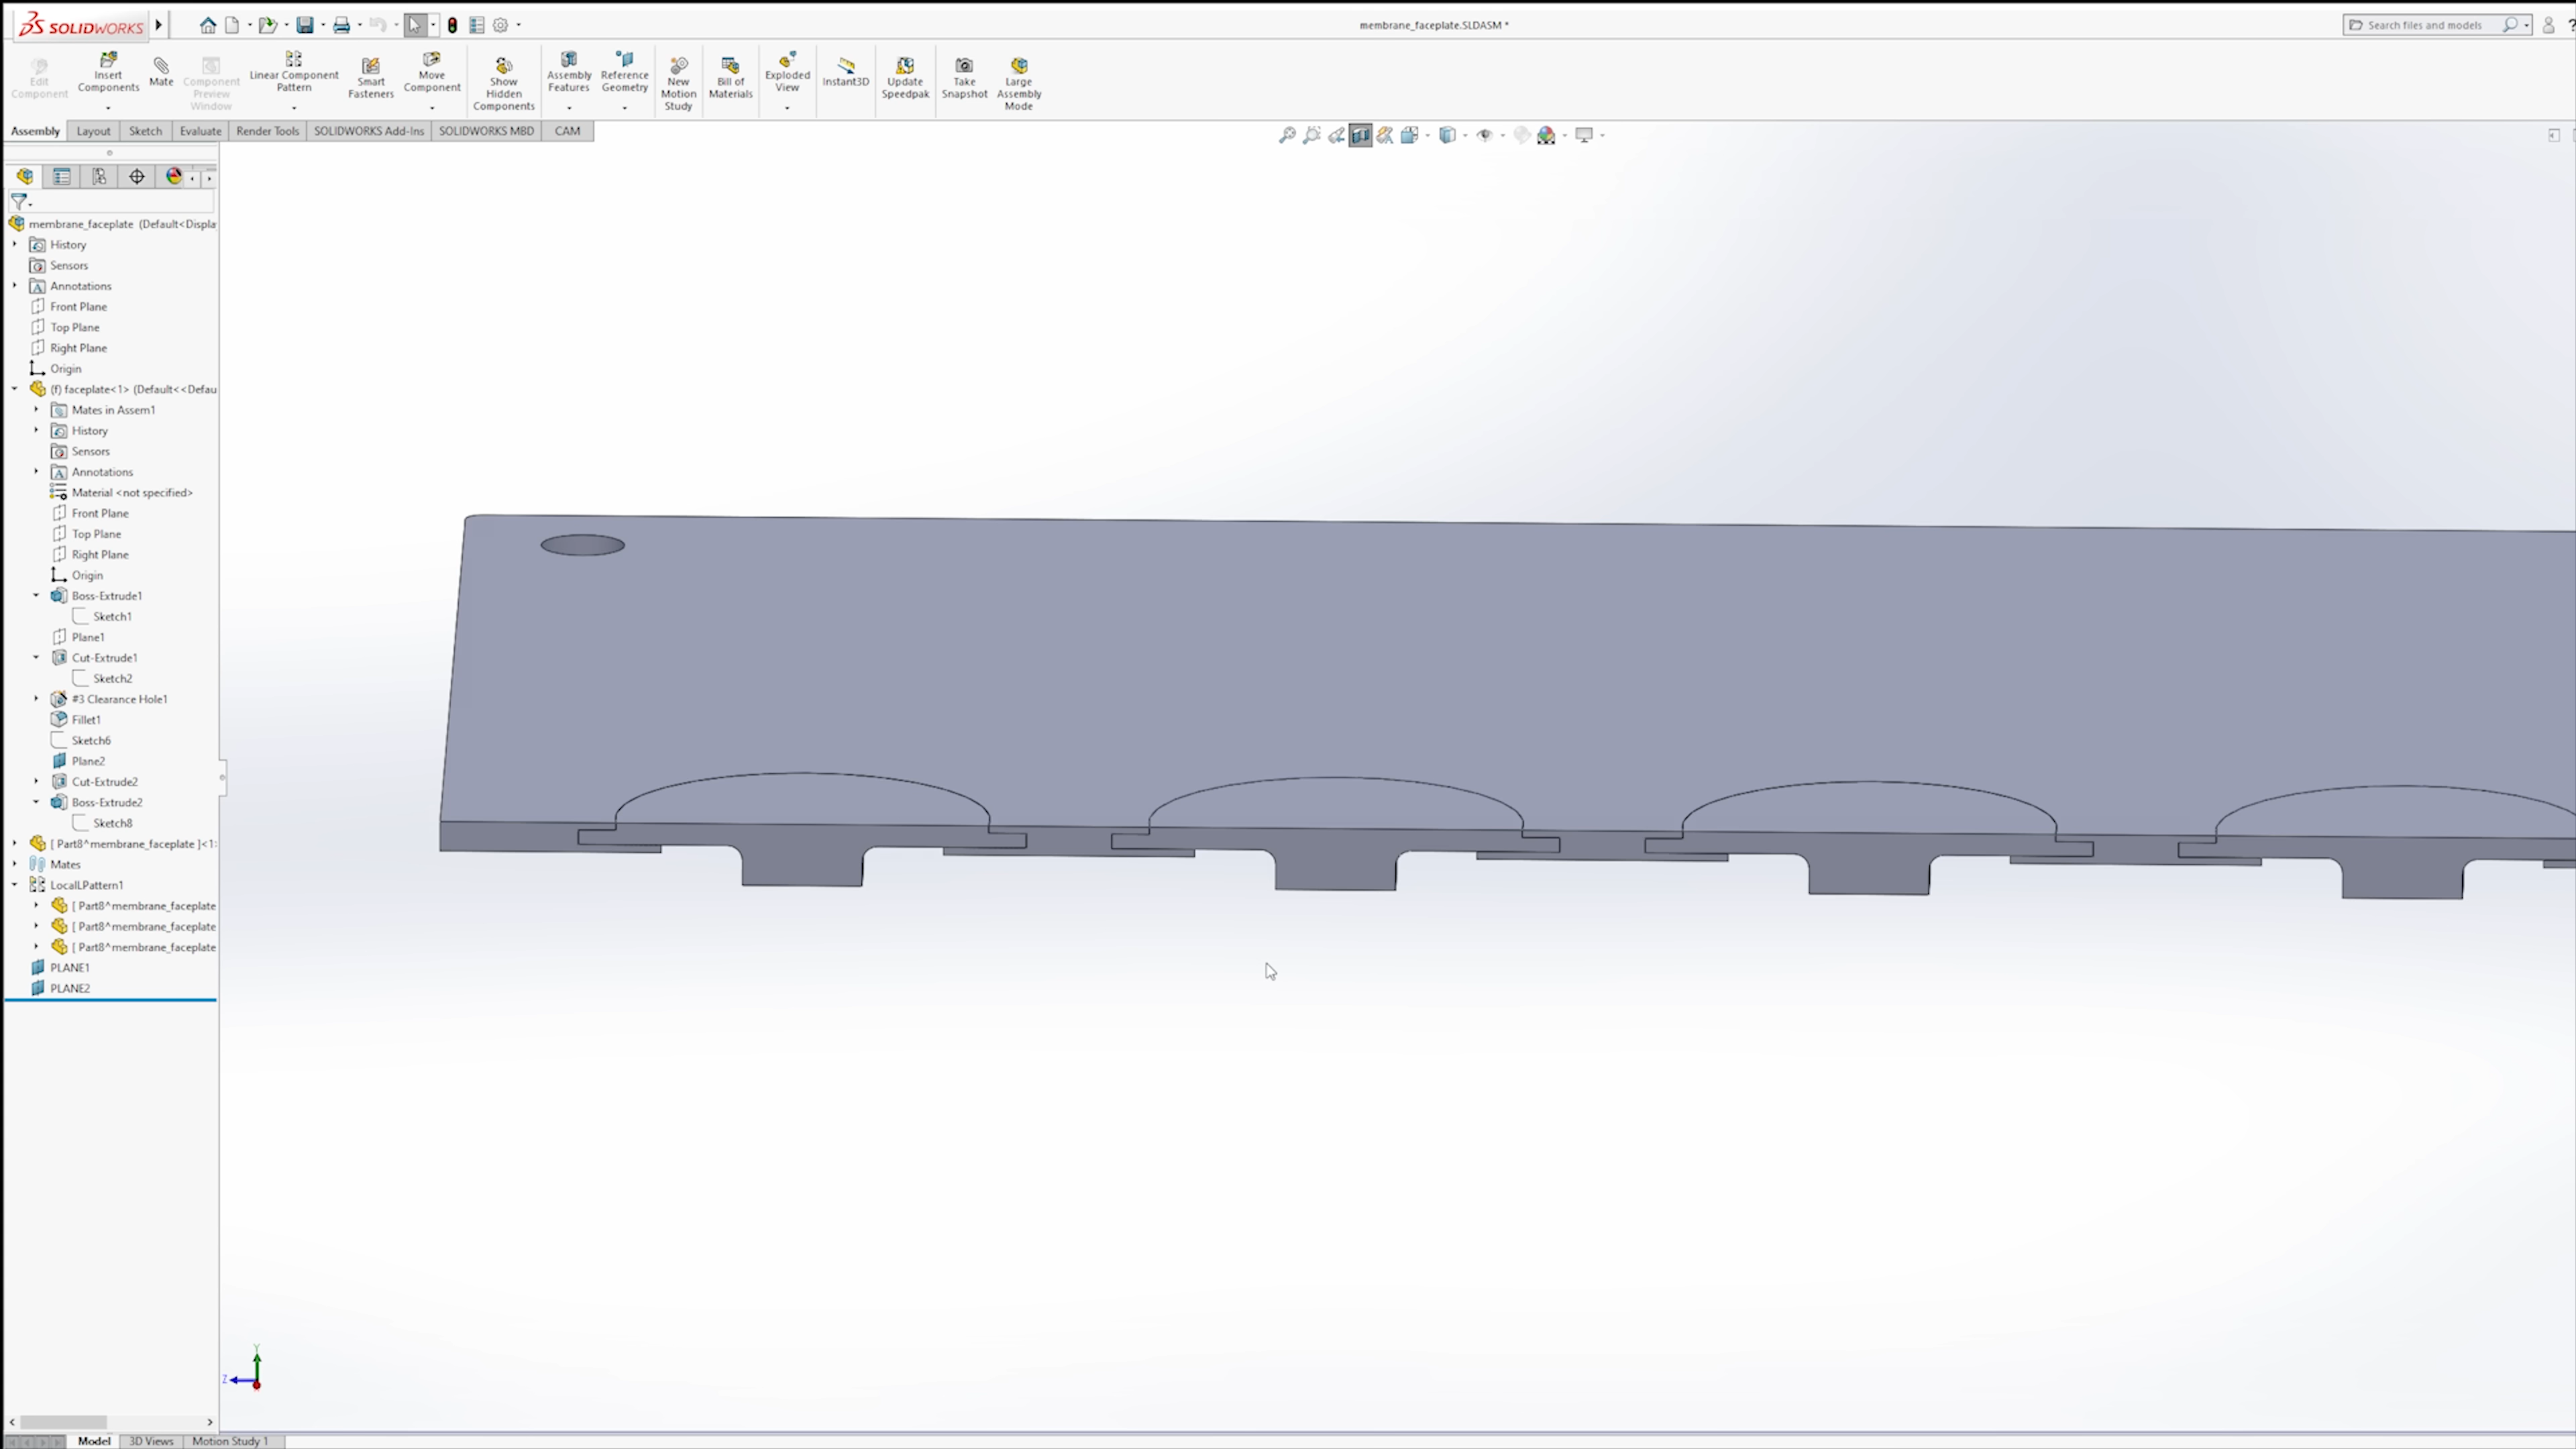 SOLIDWORKS
membrane_faceplate.SLDASM *
Search files and models
Edit Component
Insert Components
Mate
Component Preview Window
Linear Component Pattern
Smart Fasteners
Move Component
Show Hidden Components
Assembly Features
Reference Geometry
New Motion Study
Bill of Materials
Exploded View
Instant3D
Update Speedpak
Take Snapshot
Large Assembly Mode
Assembly Layout Sketch Evaluate Render Tools SOLIDWORKS Add-Ins SOLIDWORKS MBD CAM
membrane_faceplate (Default<Displa
History
Sensors
Annotations
Front Plane
Top Plane
Right Plane
Origin
(f) faceplate<1> (Default<<Defau
Mates in Assem1
History
Sensors
Annotations
Material <not specified>
Front Plane
Top Plane
Right Plane
Origin
Boss-Extrude1
Sketch1
Plane1
Cut-Extrude1
Sketch2
#3 Clearance Hole1
Fillet1
Sketch6
Plane2
Cut-Extrude2
Boss-Extrude2
Sketch8
[ Part8^membrane_faceplate ]<1>
Mates
LocalLPattern1
[ Part8^membrane_faceplate
[ Part8^membrane_faceplate
[ Part8^membrane_faceplate
PLANE1
PLANE2
Y
Z
Model 3D Views Motion Study 1